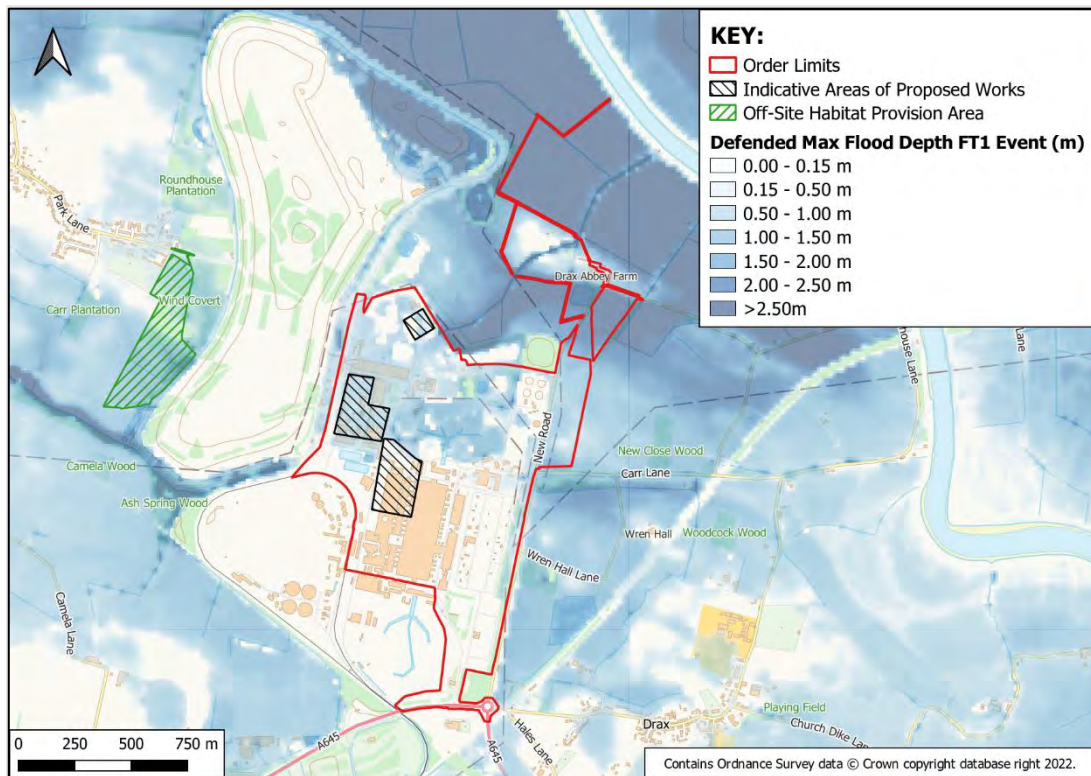 KEY:
Order Limits
Indicative Areas of Proposed Works
Off-Site Habitat Provision Area
Defended Max Flood Depth FT1 Event (m)
0.00 - 0.15 m
0.15 - 0.50 m
0.50 - 1.00 m
1.00 - 1.50 m
1.50 - 2.00 m
2.00 - 2.50 m
>2.50m
Roundhouse
Plantation
Park Lane
Wind Covert
Carr Plantation
Drax Abbey Farm
Lane
New Road
New Close Wood
Carr Lane
Camela Wood
Ash Spring Wood
Wren Hall
Woodcock Wood
Wren Hall Lane
Camela Lane
Playing Field
Drax
Church Dike
Hales Lane
A645
A645
0 250 500 750 m
Contains Ordnance Survey data © Crown copyright database right 2022.